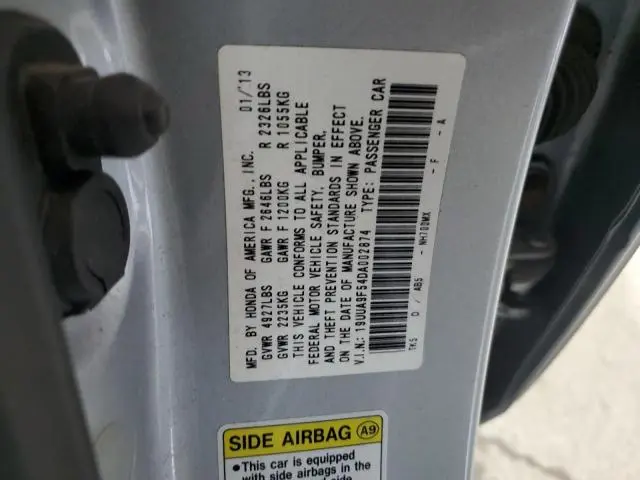 MFD. BY HONDA OF AMERICA MFG., INC. 01/'13
GVWR 4927LBS GAWR F 2646LBS R 2326LBS
GVWR 2235KG GAWR F 1200KG R 1055KG
THIS VEHICLE CONFORMS TO ALL APPLICABLE
FEDERAL MOTOR VEHICLE SAFETY, BUMPER,
AND THEFT PREVENTION STANDARDS IN EFFECT
ON THE DATE OF MANUFACTURE SHOWN ABOVE.
V.I.N.: 19UUA9F54DA002874 TYPE: PASSENGER CAR
TK5 D / AB5 - NH700MX - F - A
SIDE AIRBAG A9
• This car is equipped
with side airbags in the